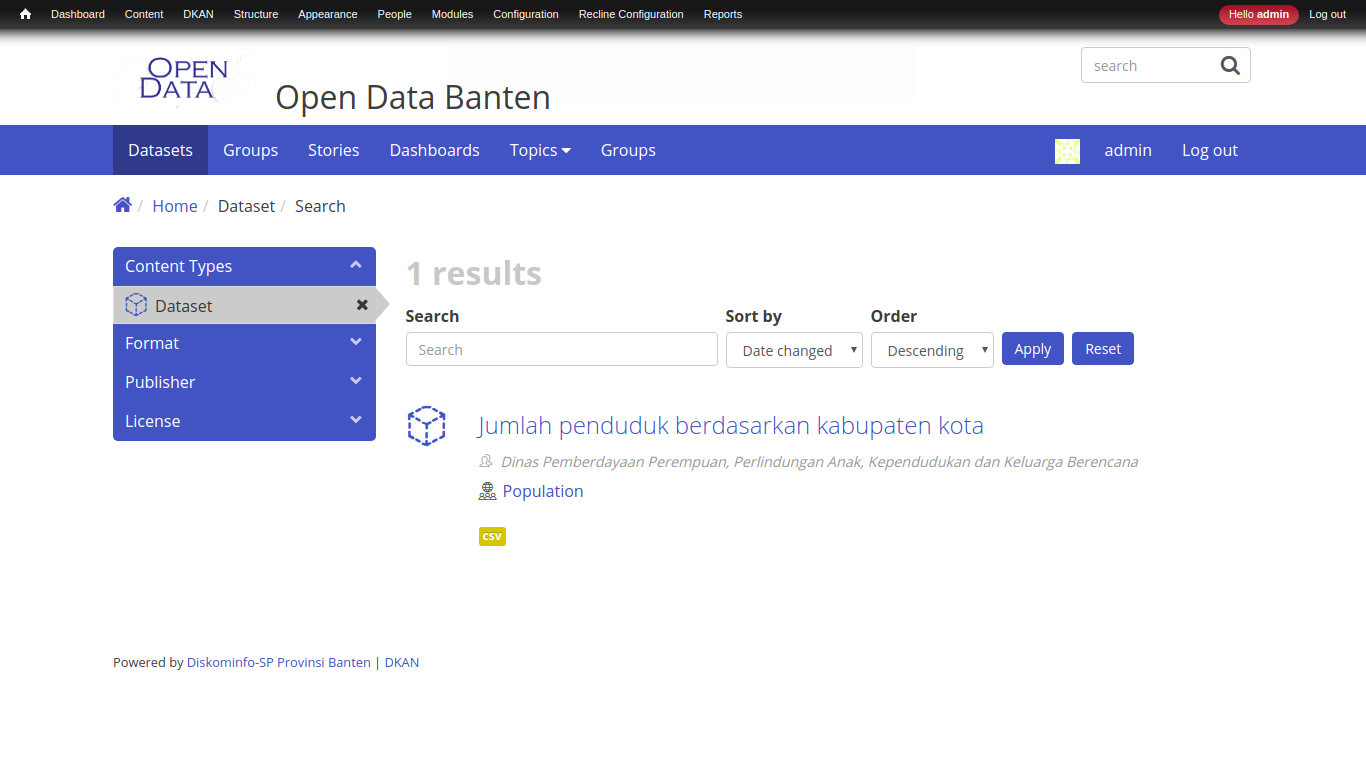 Dashboard Content DKAN Structure Appearance People Modules Configuration Recline Configuration Reports Hello admin Log out
OPEN DATA
Open Data Banten
search
Datasets Groups Stories Dashboards Topics Groups admin Log out
/ Home / Dataset / Search
Content Types
Dataset
Format
Publisher
License
1 results
Search Sort by Order
Search Date changed Descending Apply Reset
Jumlah penduduk berdasarkan kabupaten kota
Dinas Pemberdayaan Perempuan, Perlindungan Anak, Kependudukan dan Keluarga Berencana
Population
csv
Powered by Diskominfo-SP Provinsi Banten | DKAN